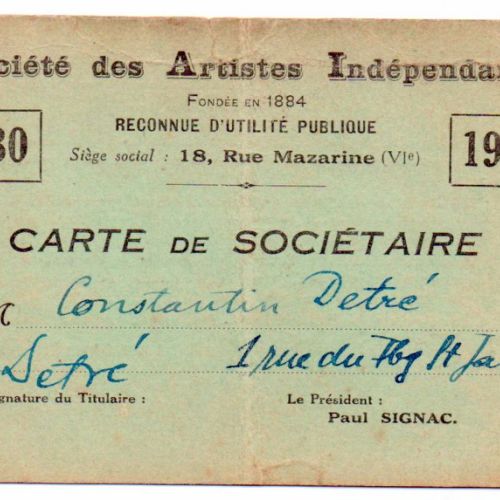 ciété des Artistes Indépendan
FONDÉE EN 1884
RECONNUE D'UTILITÉ PUBLIQUE
Siège social : 18, Rue Mazarine (VIe)
30
19
CARTE DE SOCIÉTAIRE
Constantin Detré
Detré
1 rue du Fbg St Ja
gnature du Titulaire :
Le Président :
Paul SIGNAC.